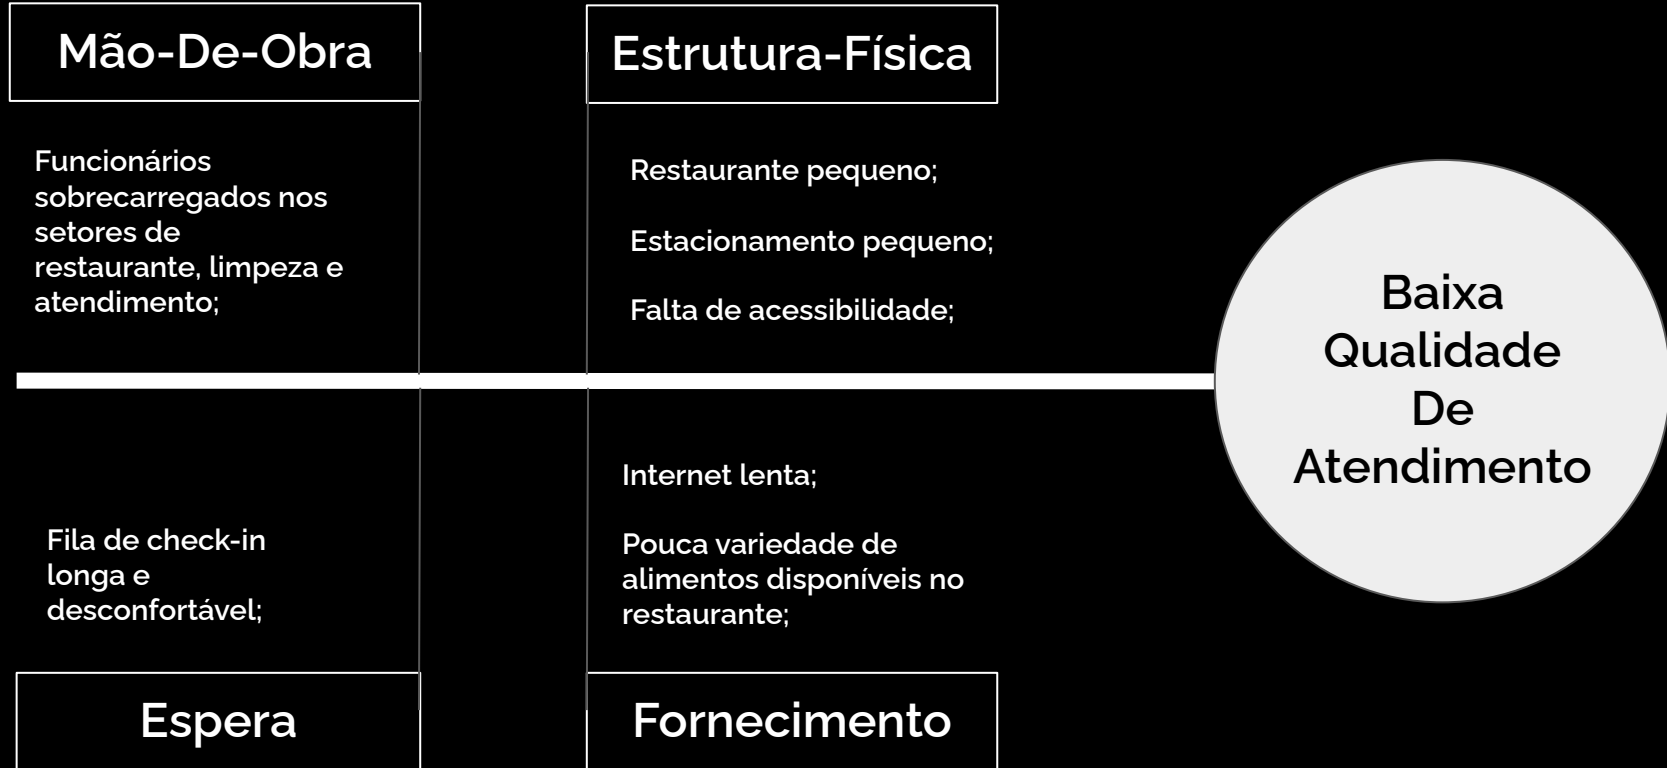 Mão-De-Obra
Estrutura-Física
Funcionários
sobrecarregados nos
setores de
restaurante, limpeza e
atendimento;
Restaurante pequeno;
Estacionamento pequeno;
Falta de acessibilidade;
Baixa
Qualidade
De
Atendimento
Fila de check-in
longa e
desconfortável;
Internet lenta;
Pouca variedade de
alimentos disponíveis no
restaurante;
Espera
Fornecimento